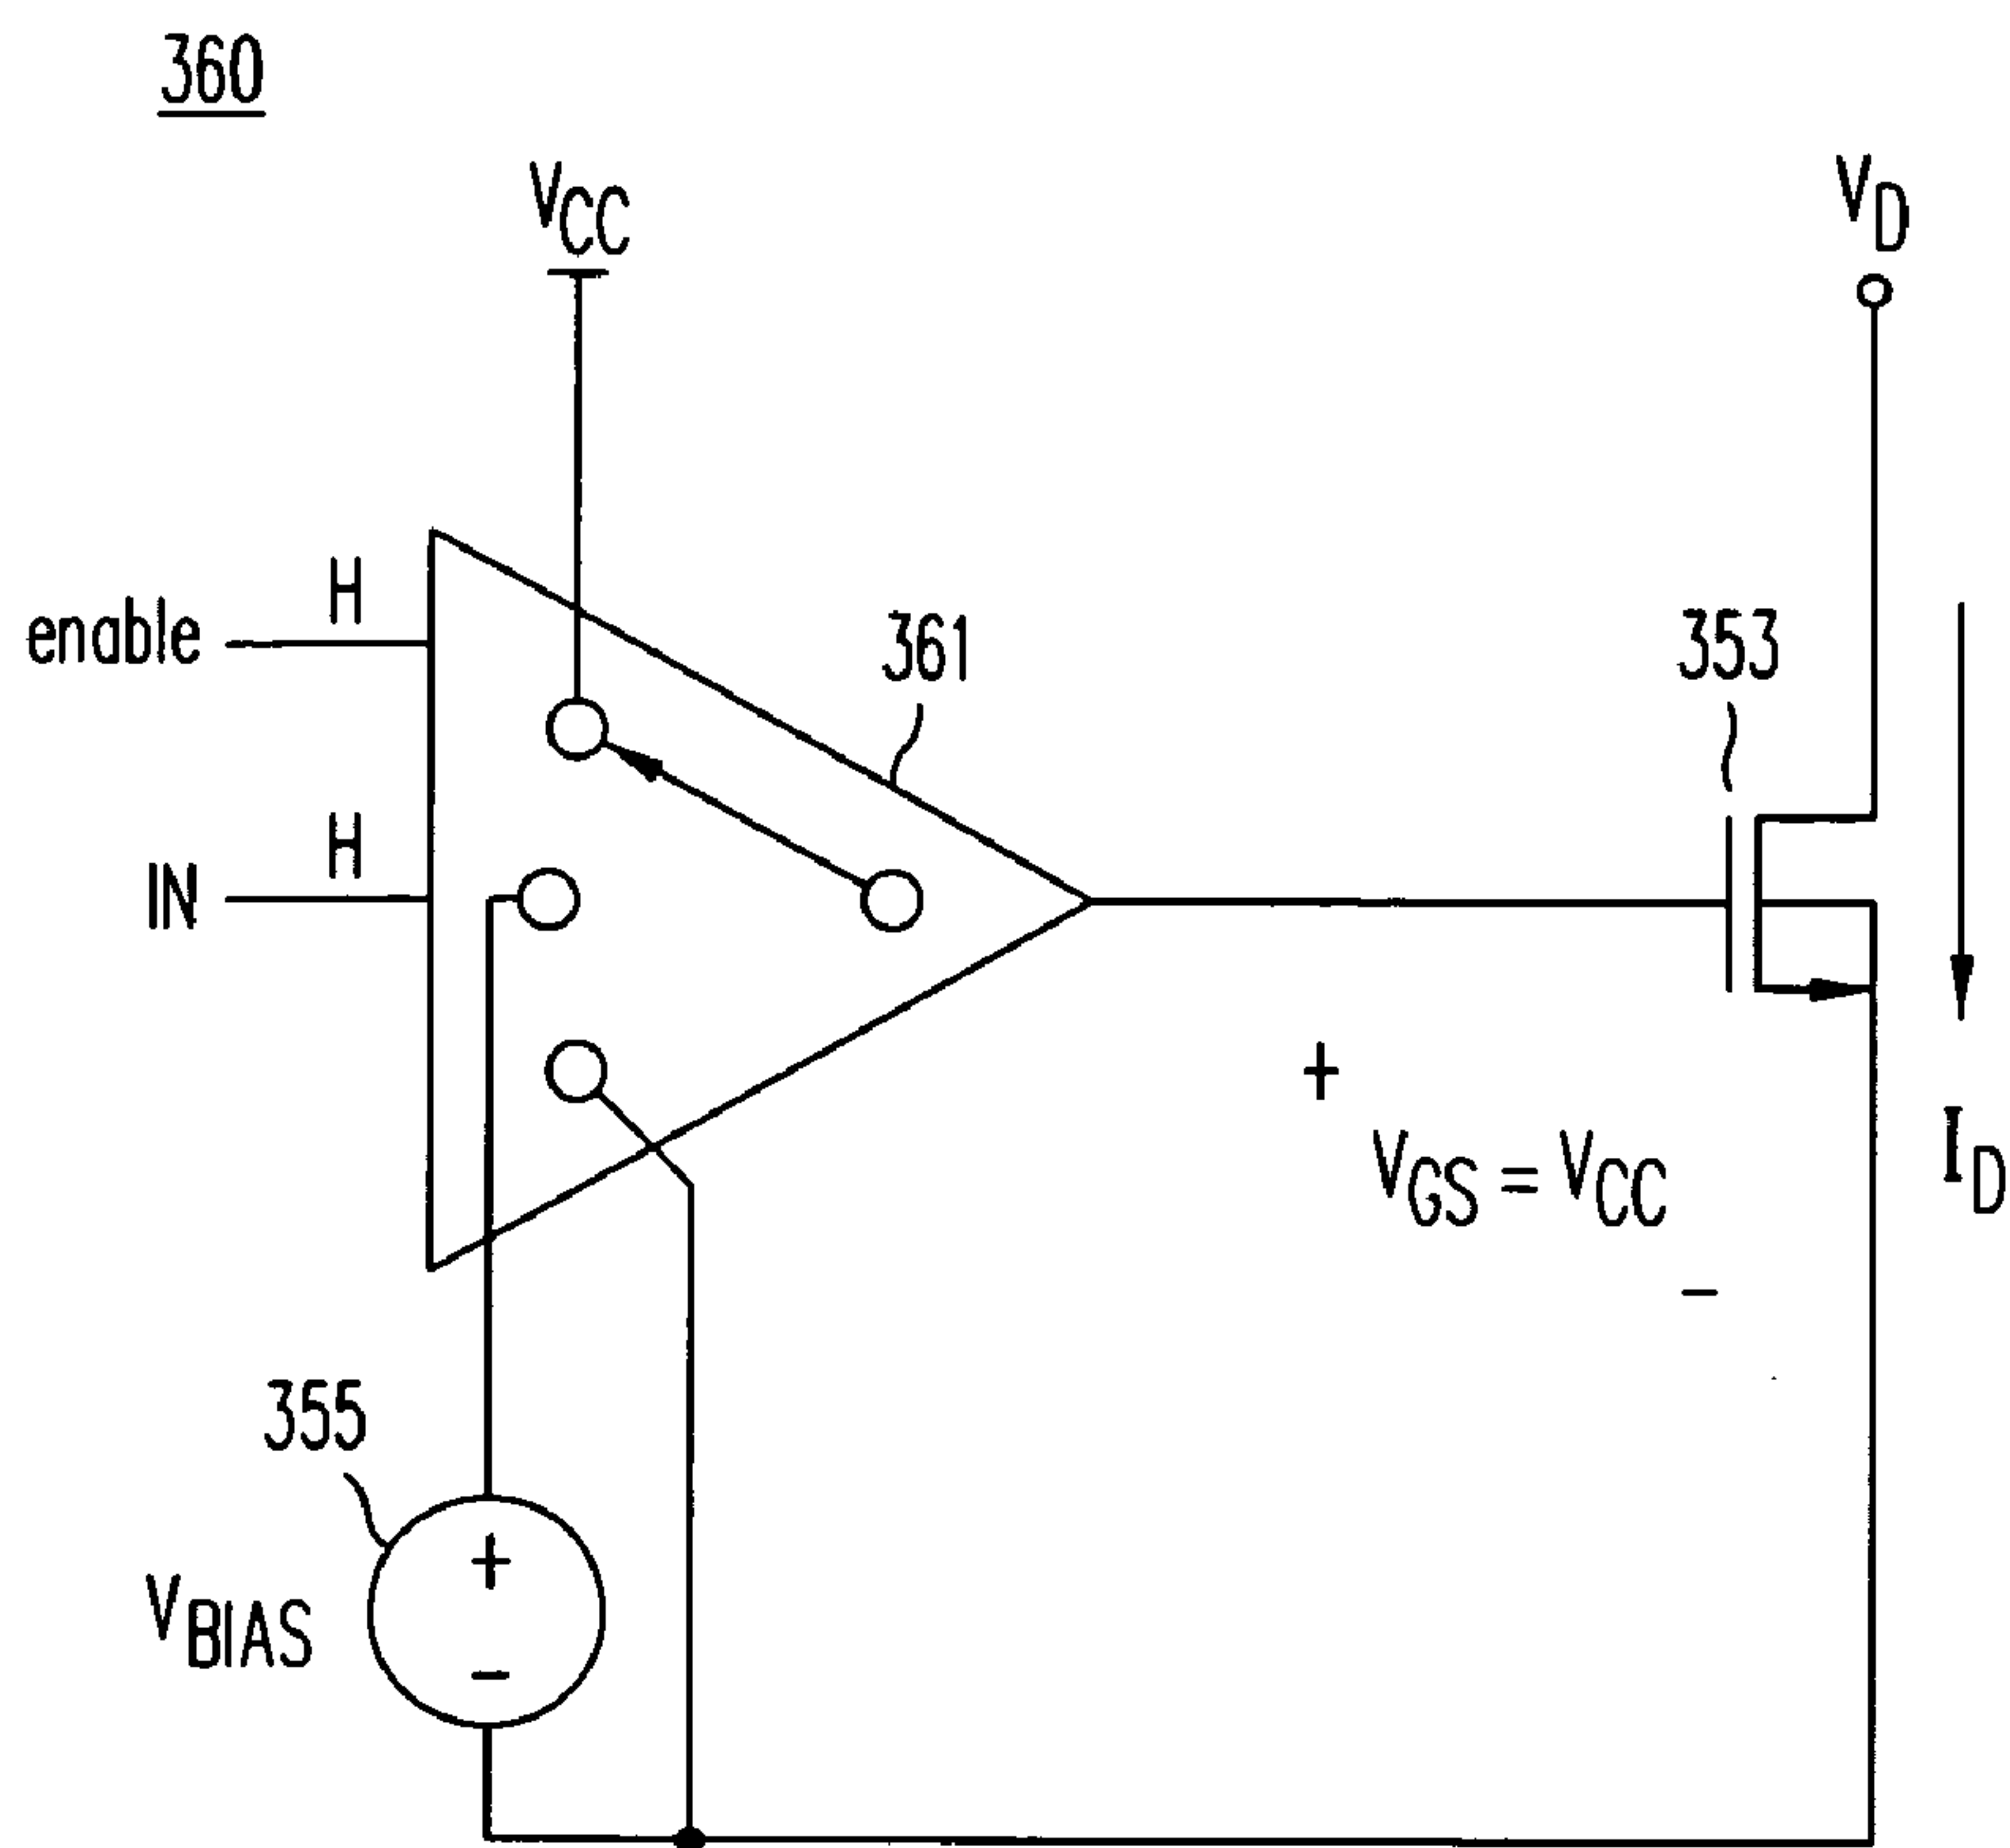 360
VCC
VD
enable
H
361
353
IN
H
+
VGS = VCC
-
ID
355
+
VBIAS
-